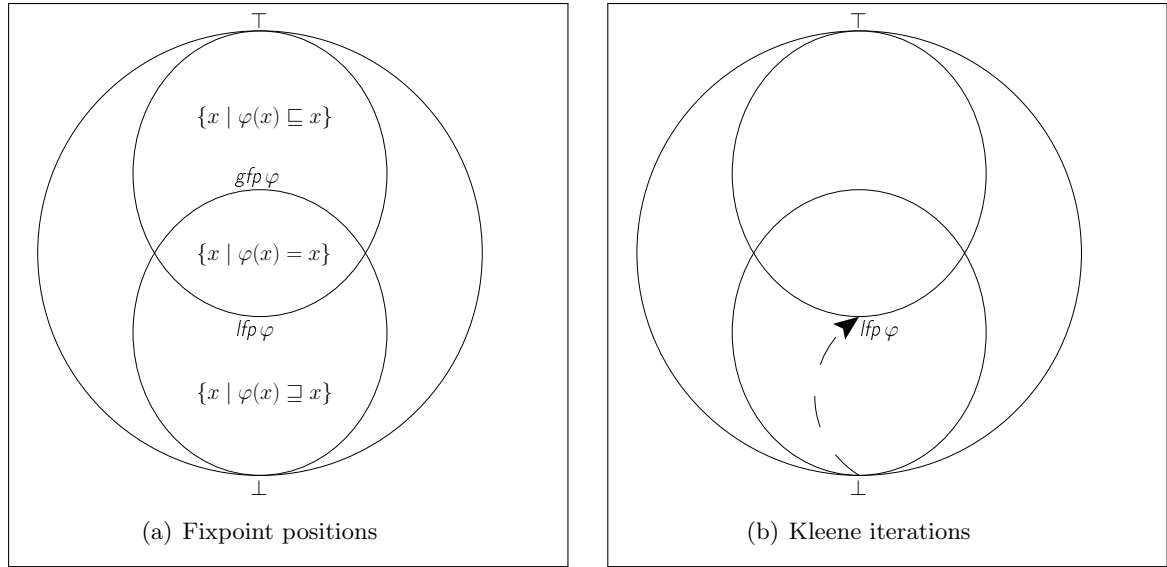 ⊤
{x | φ(x) ⊑ x}
gfp φ
{x | φ(x) = x}
lfp φ
{x | φ(x) ⊒ x}
⊥
(a) Fixpoint positions
⊤
lfp φ
⊥
(b) Kleene iterations